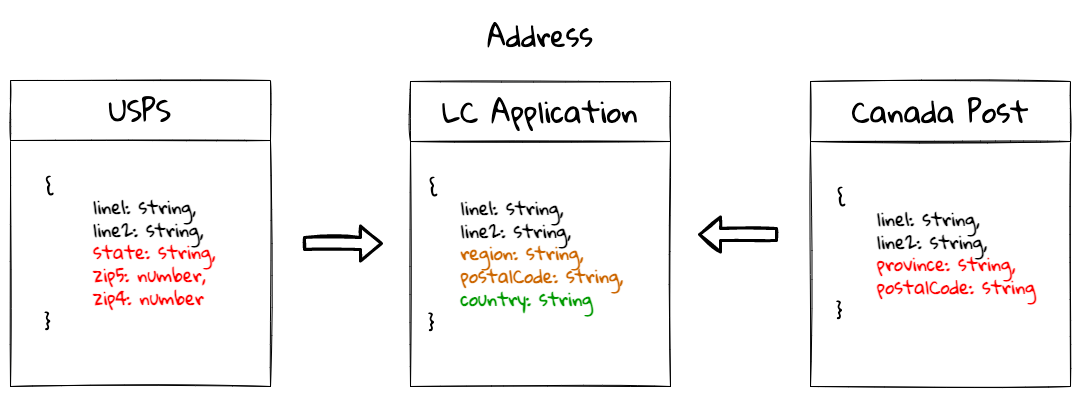 Address
USPS
{
line1: string,
line2: string,
state: string,
zip5: number,
zip4: number
}
LC Application
{
line1: string,
line2: string,
region: string,
postalCode: string,
country: string
}
Canada Post
{
line1: string,
line2: string,
province: string,
postalCode: string
}